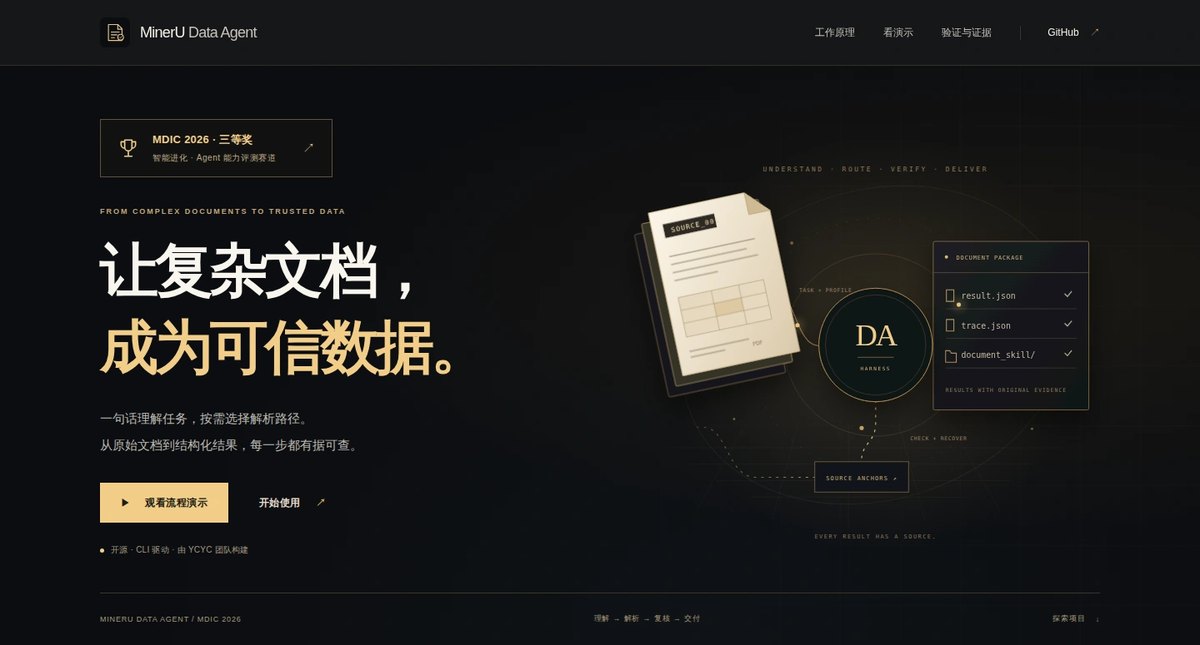 MinerU Data Agent
工作原理
看演示
验证与证据
GitHub ↗
MDIC 2026 · 三等奖
智能进化 · Agent 能力评测赛道
↗
FROM COMPLEX DOCUMENTS TO TRUSTED DATA
让复杂文档，
成为可信数据。
一句话理解任务，按需选择解析路径。
从原始文档到结构化结果，每一步都有据可查。
▶ 观看流程演示
开始使用 ↗
开源 · CLI 驱动 · 由 YCYC 团队构建
UNDERSTAND · ROUTE · VERIFY · DELIVER
SOURCE_00
PDF
TASK + PROFILE
DA
HARNESS
DOCUMENT PACKAGE
result.json
trace.json
document_skill/
RESULTS WITH ORIGINAL EVIDENCE
CHECK + RECOVER
SOURCE ANCHORS ↗
EVERY RESULT HAS A SOURCE.
MINERU DATA AGENT / MDIC 2026
理解 → 解析 → 复核 → 交付
探索项目 ↓